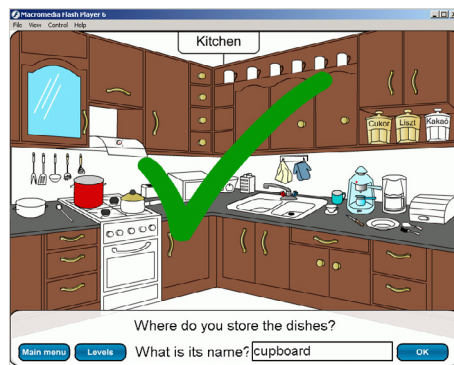 Macromedia Flash Player 6
File View Control Help
Kitchen
Cukor Liszt Kakaó
Where do you store the dishes?
Main menu Levels What is its name? cupboard OK